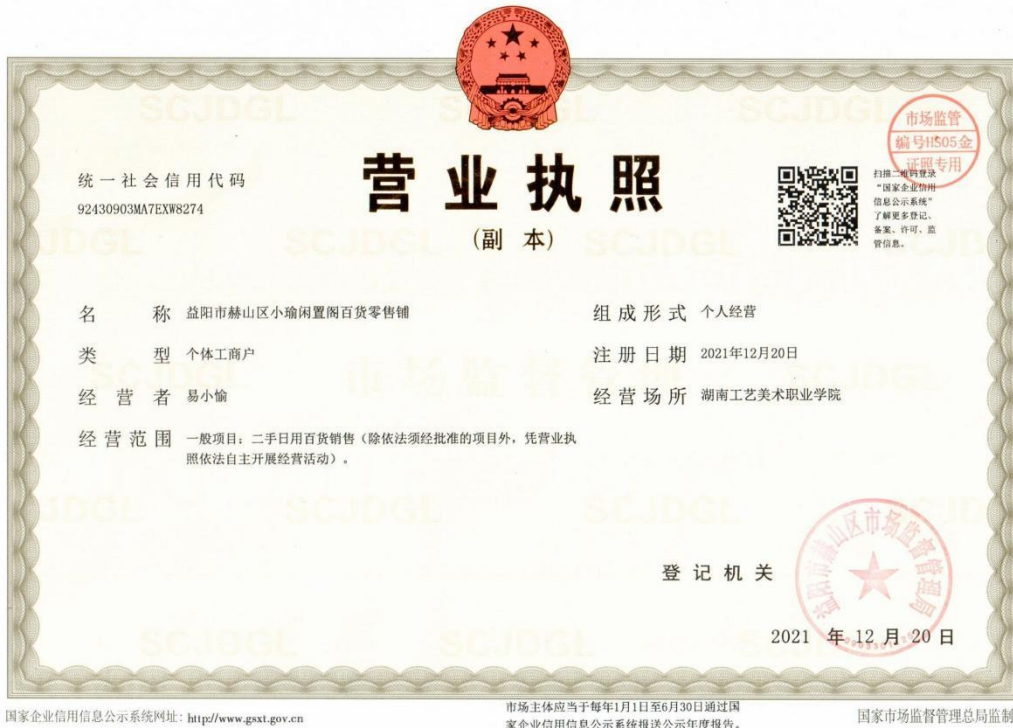 市场监管
编号HS05金
证照专用
统一社会信用代码
92430903MA7EXW8274
营业执照
(副 本)
扫描二维码登录
“国家企业信用
信息公示系统”
了解更多登记、
备案、许可、监
管信息。
名 称 益阳市赫山区小瑜闲置阁百货零售铺
组成形式 个人经营
类 型 个体工商户
注册日期 2021年12月20日
经 营 者 易小愉
经营场所 湖南工艺美术职业学院
经营范围 一般项目：二手日用百货销售（除依法须经批准的项目外，凭营业执
照依法自主开展经营活动）。
登记机关
益阳市赫山区市场监督管理局
2021 年 12 月 20 日
国家企业信用信息公示系统网址：http://www.gsxt.gov.cn
市场主体应当于每年1月1日至6月30日通过国
家企业信用信息公示系统报送公示年度报告。
国家市场监督管理总局监制
SCJDGL